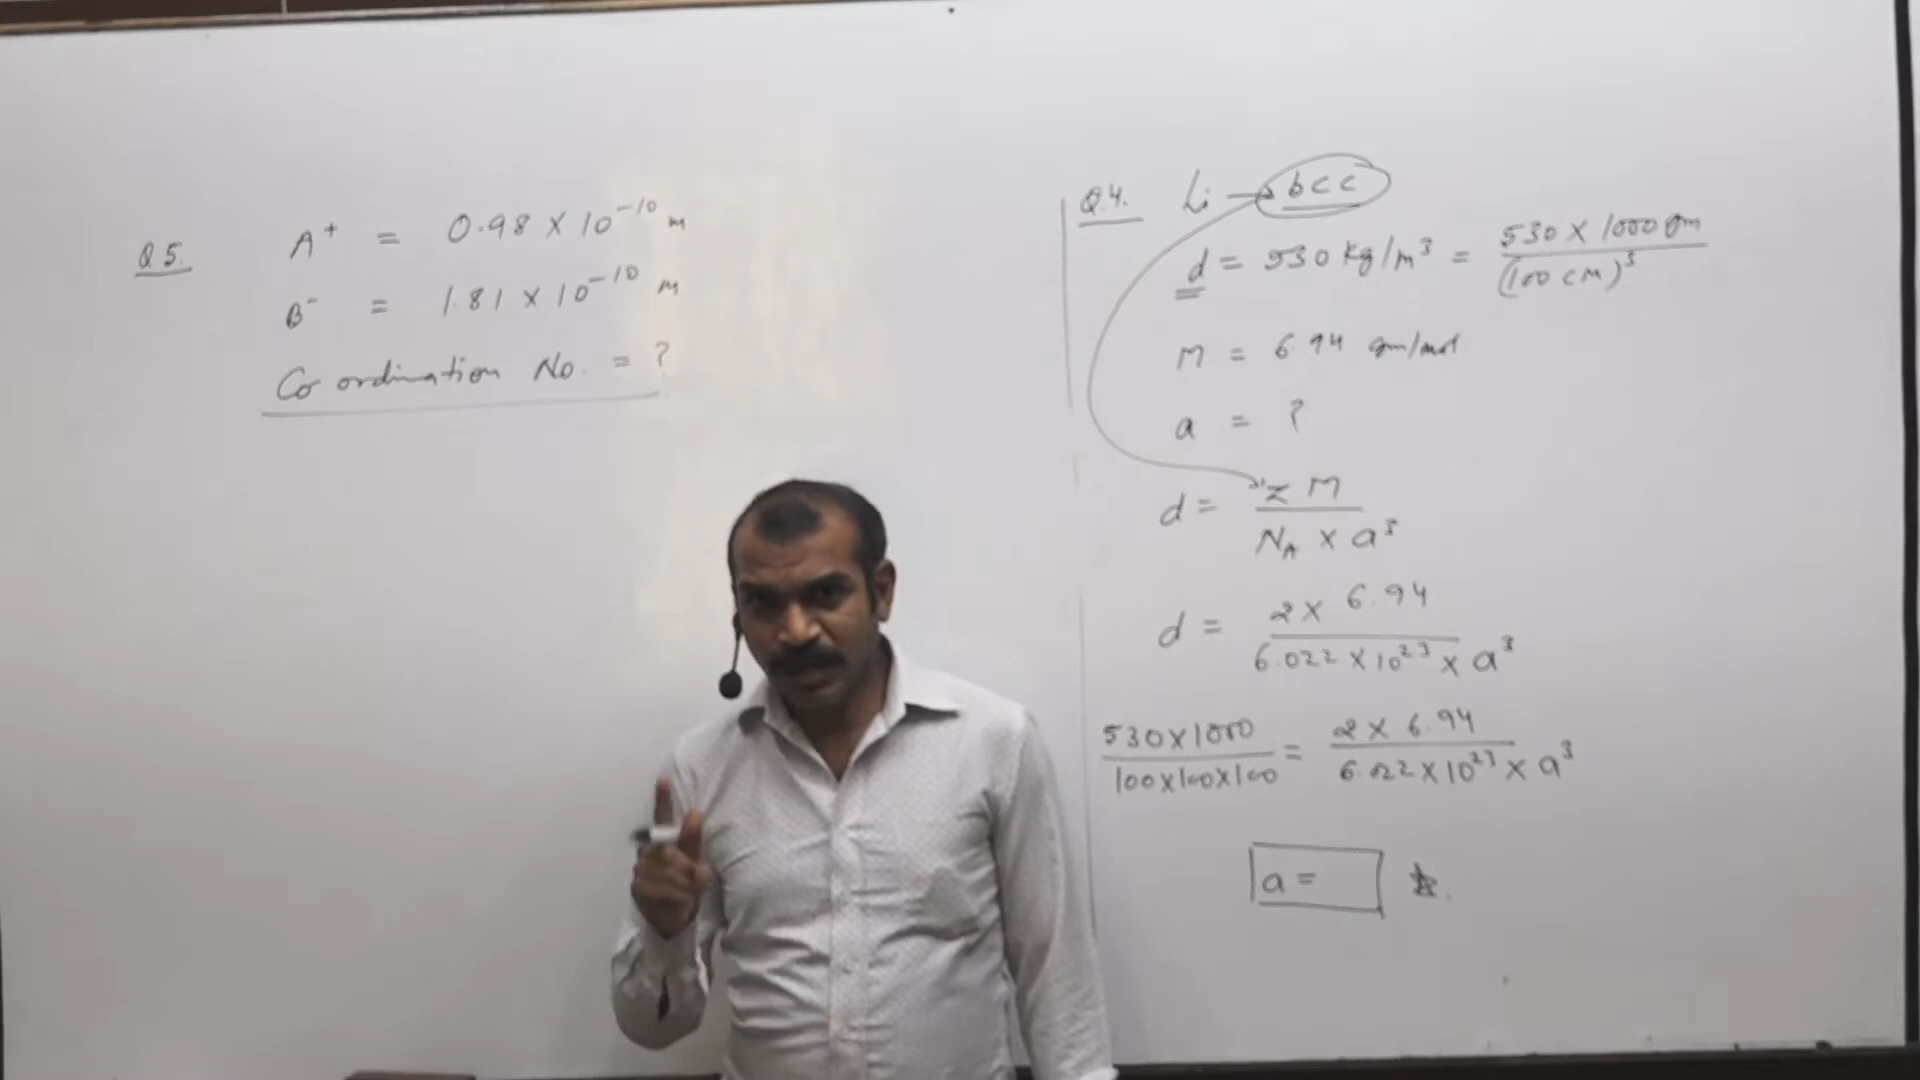 Q5. A⁺ = 0.98 × 10⁻¹⁰ m
B⁻ = 1.81 × 10⁻¹⁰ m
Co ordination No. = ?
Q.4. Li → bcc
d = 530 kg/m³ = 530 × 1000 gm / (100 cm)³
M = 6.94 gm/mol
a = ?
d = Z M / N_A × a³
d = 2 × 6.94 / 6.022 × 10²³ × a³
530×1000 / 100×100×100 = 2 × 6.94 / 6.022 × 10²³ × a³
a =